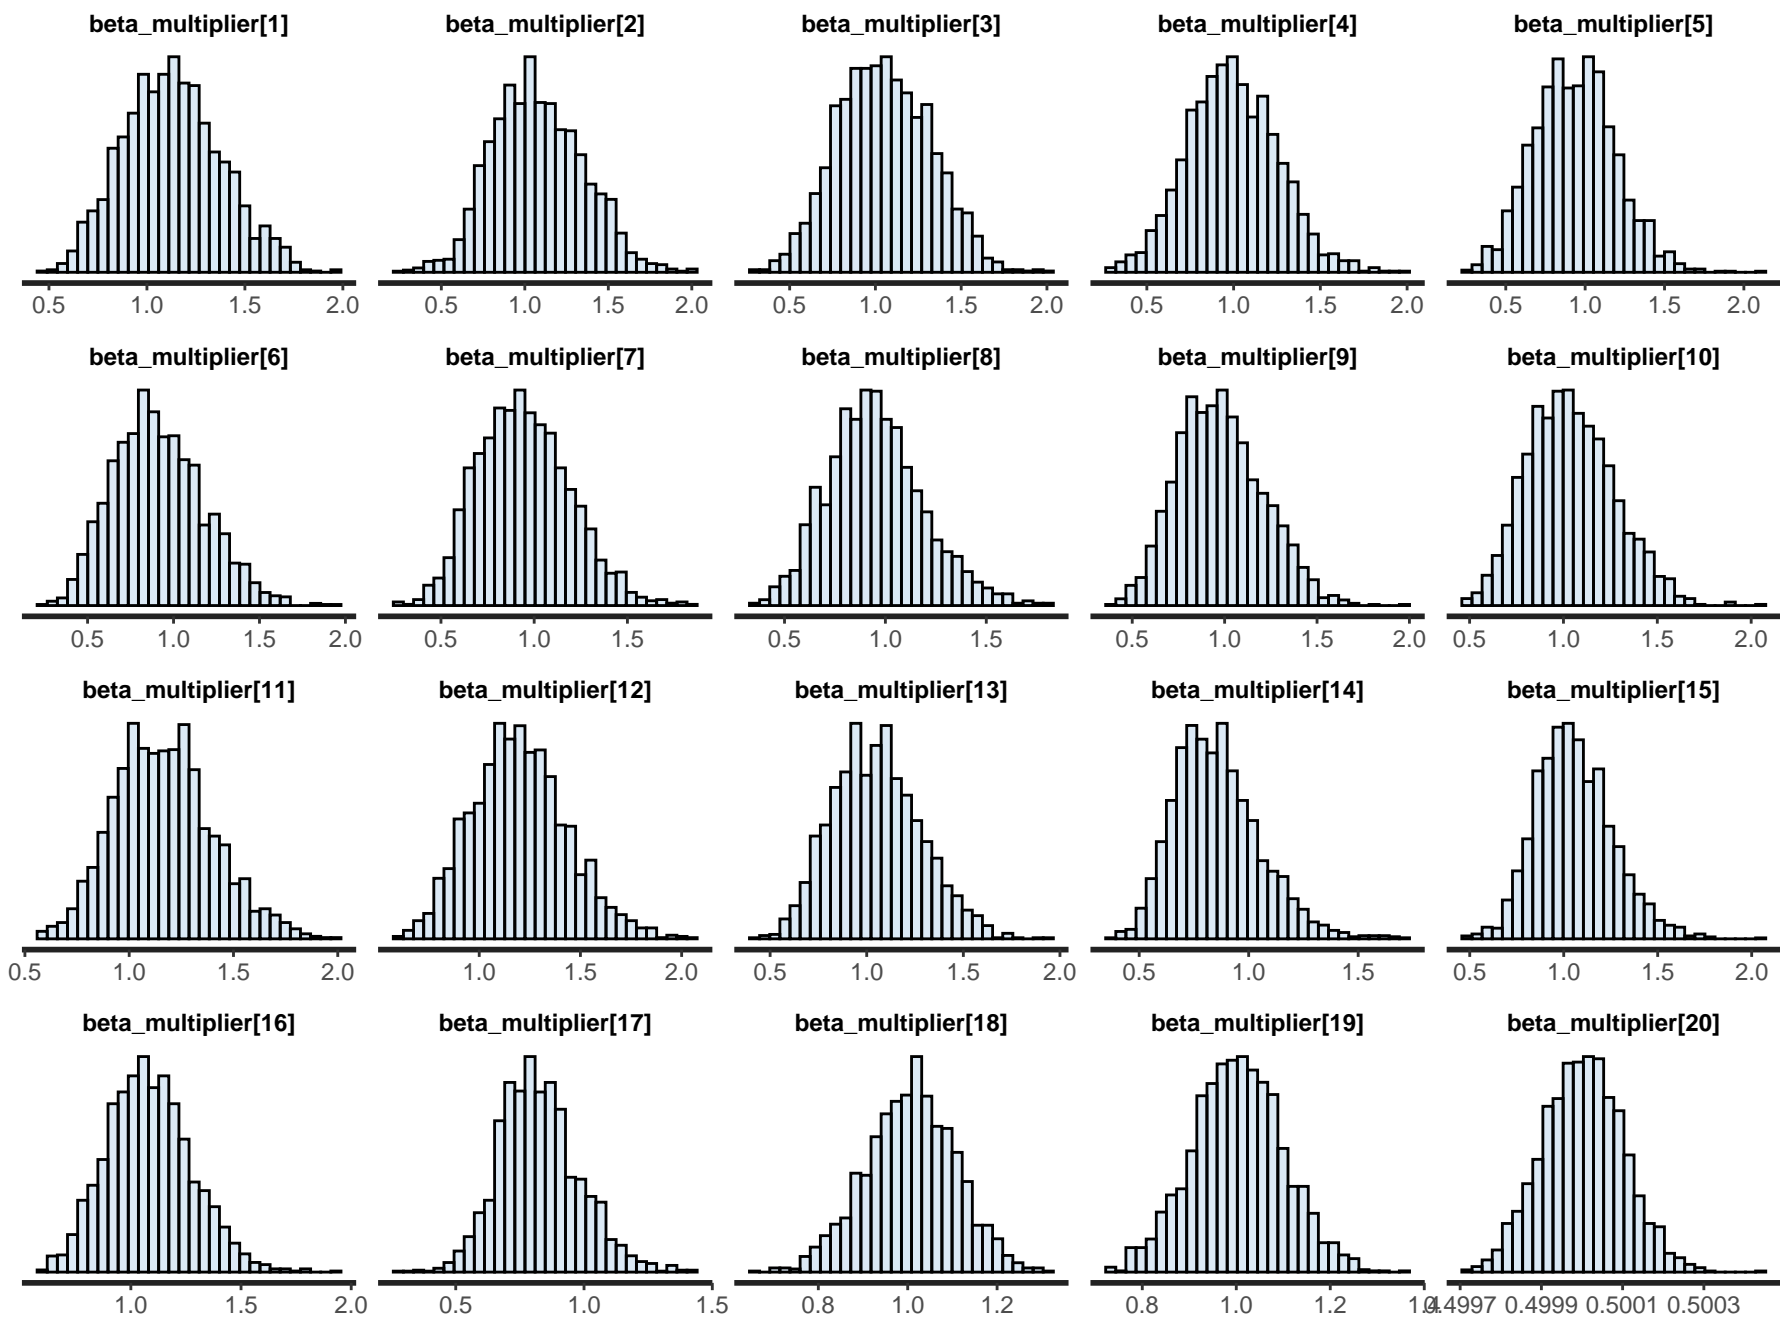 beta_multiplier[1] beta_multiplier[2] beta_multiplier[3] beta_multiplier[4] beta_multiplier[5]
0.5 1.0 1.5 2.0 0.5 1.0 1.5 2.0 0.5 1.0 1.5 2.0 0.5 1.0 1.5 2.0 0.5 1.0 1.5 2.0
beta_multiplier[6] beta_multiplier[7] beta_multiplier[8] beta_multiplier[9] beta_multiplier[10]
0.5 1.0 1.5 2.0 0.5 1.0 1.5 0.5 1.0 1.5 0.5 1.0 1.5 2.0 0.5 1.0 1.5 2.0
beta_multiplier[11] beta_multiplier[12] beta_multiplier[13] beta_multiplier[14] beta_multiplier[15]
0.5 1.0 1.5 2.0 1.0 1.5 2.0 0.5 1.0 1.5 2.0 0.5 1.0 1.5 0.5 1.0 1.5 2.0
beta_multiplier[16] beta_multiplier[17] beta_multiplier[18] beta_multiplier[19] beta_multiplier[20]
1.0 1.5 2.0 0.5 1.0 1.5 0.8 1.0 1.2 0.8 1.0 1.2 1.4 0.4997 0.4999 0.5001 0.5003